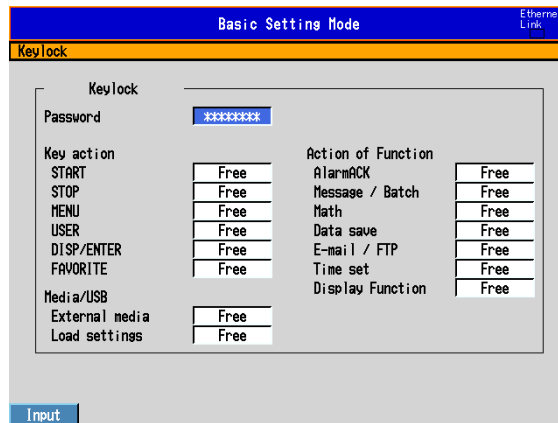 Basic Setting Mode
Etherne
Link
Keylock
Keylock
Password ********
Key action
START Free
STOP Free
MENU Free
USER Free
DISP/ENTER Free
FAVORITE Free
Media/USB
External media Free
Load settings Free
Action of Function
AlarmACK Free
Message / Batch Free
Math Free
Data save Free
E-mail / FTP Free
Time set Free
Display Function Free
Input